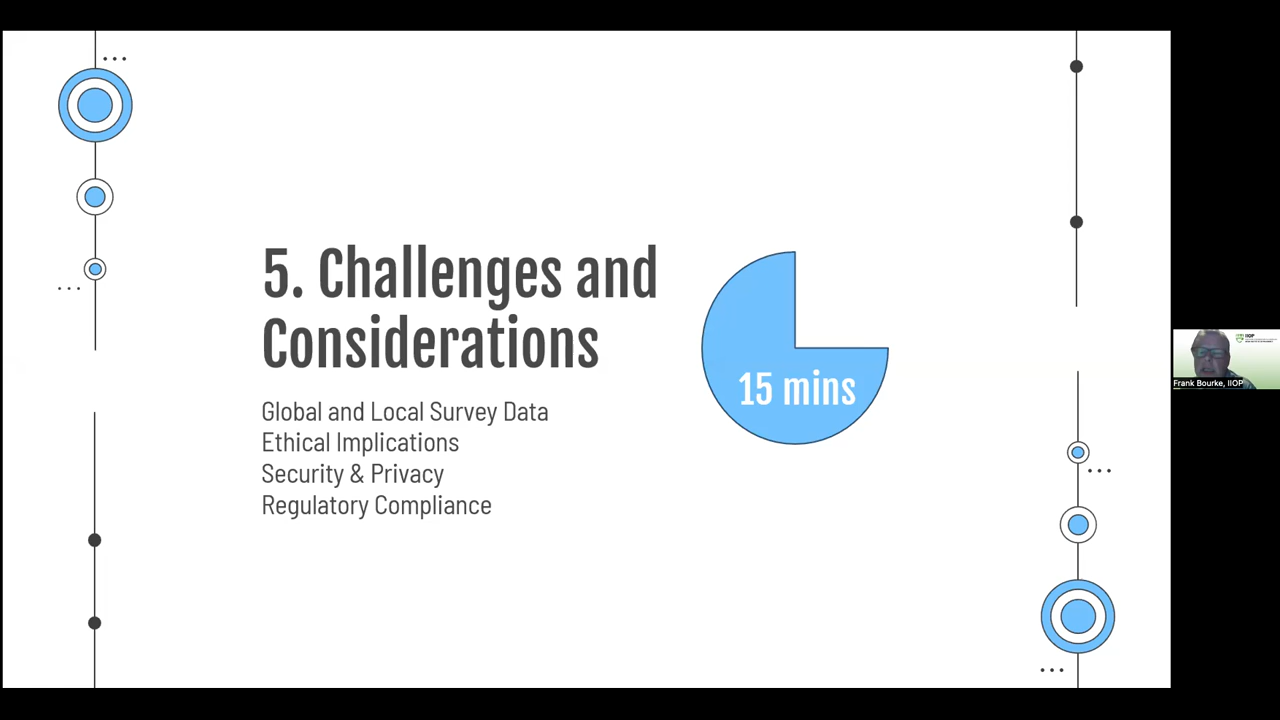 5. Challenges and
Considerations
15 mins
Global and Local Survey Data
Ethical Implications
Security & Privacy
Regulatory Compliance
IIOP
Frank Bourke, IIOP